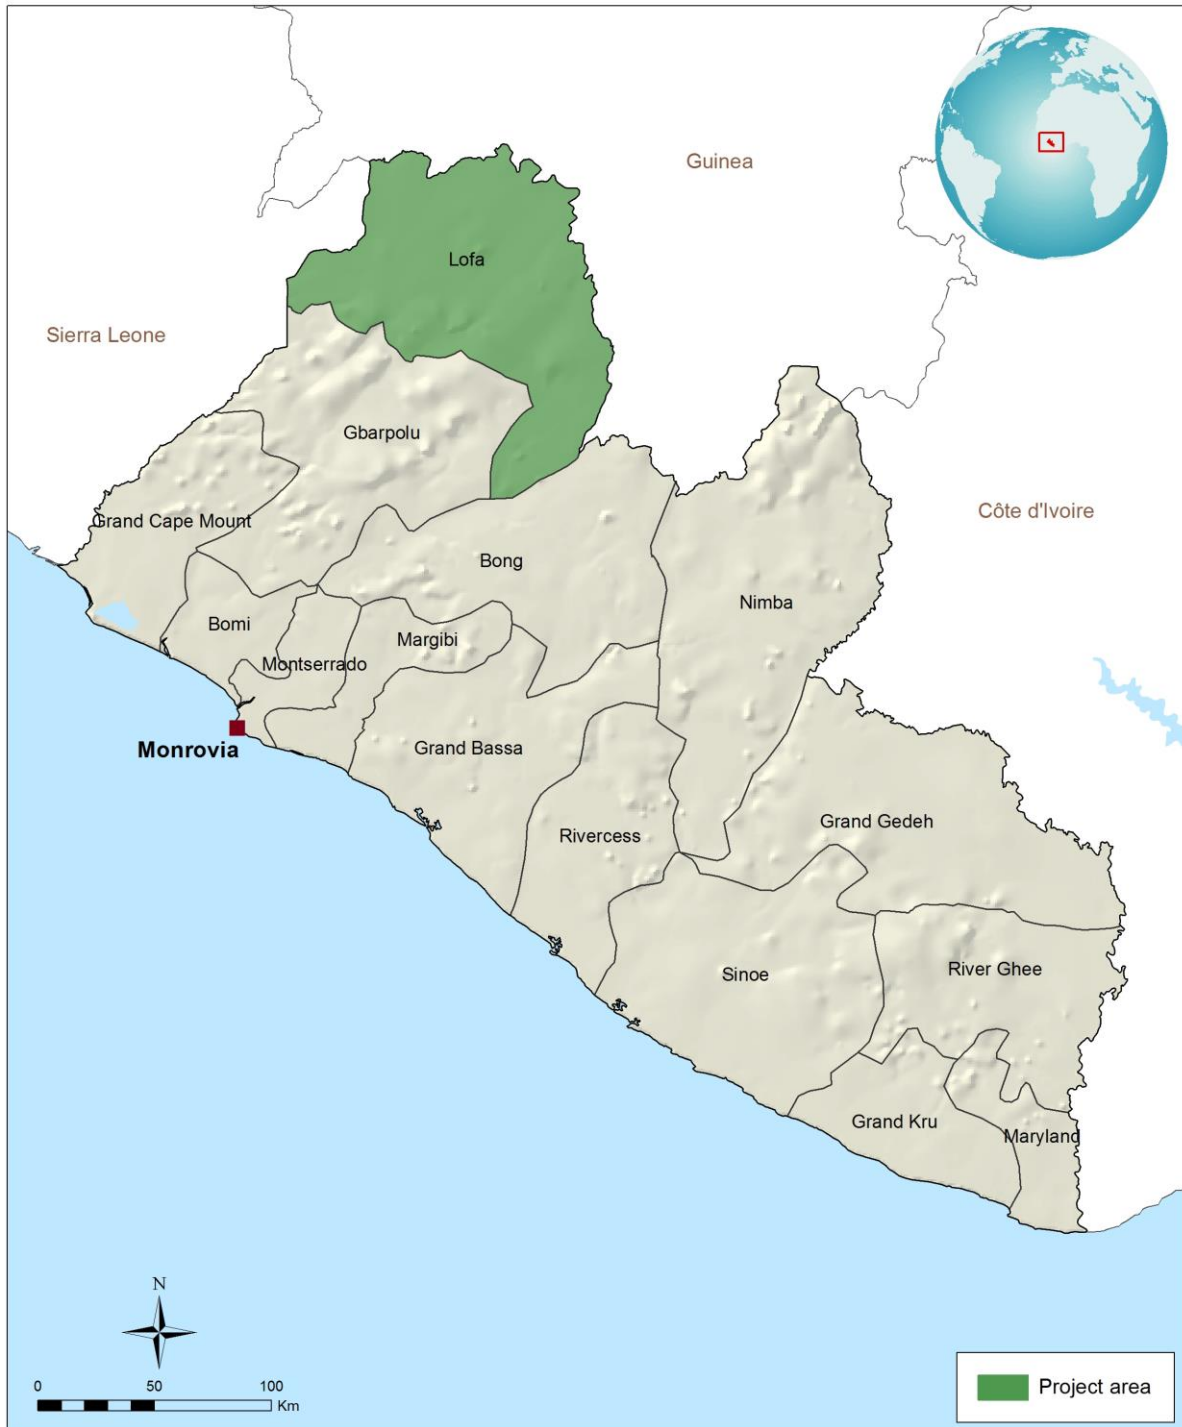 Guinea
Lofa
Sierra Leone
Gbarpolu
Côte d'Ivoire
Grand Cape Mount
Bong
Nimba
Bomi
Margibi
Montserrado
Monrovia
Grand Bassa
Grand Gedeh
Rivercess
River Ghee
Sinoe
Grand Kru
Maryland
N
0 50 100
Km
Project area